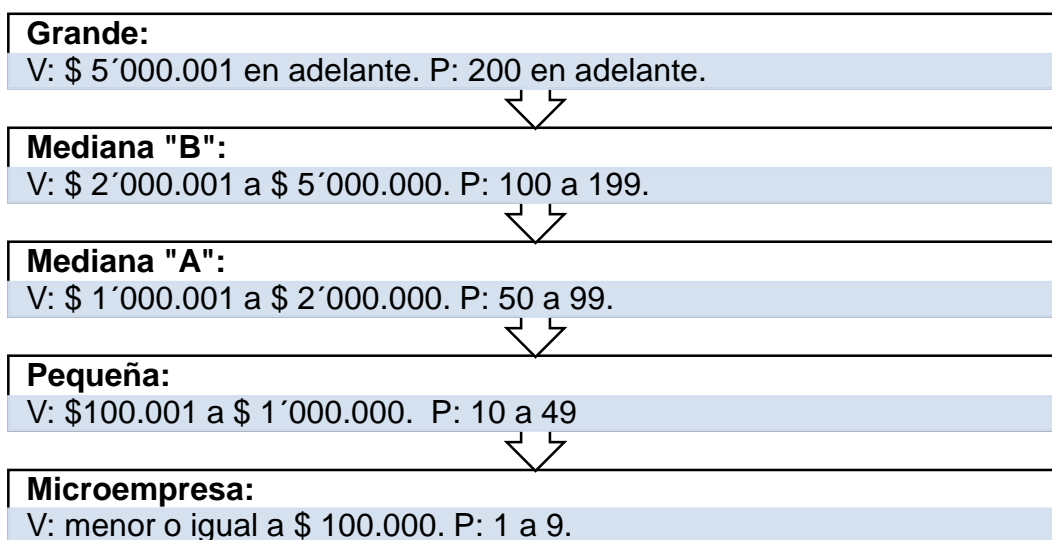 Grande:
V: $ 5´000.001 en adelante. P: 200 en adelante.
Mediana "B":
V: $ 2´000.001 a $ 5´000.000. P: 100 a 199.
Mediana "A":
V: $ 1´000.001 a $ 2´000.000. P: 50 a 99.
Pequeña:
V: $100.001 a $ 1´000.000.  P: 10 a 49
Microempresa:
V: menor o igual a $ 100.000. P: 1 a 9.